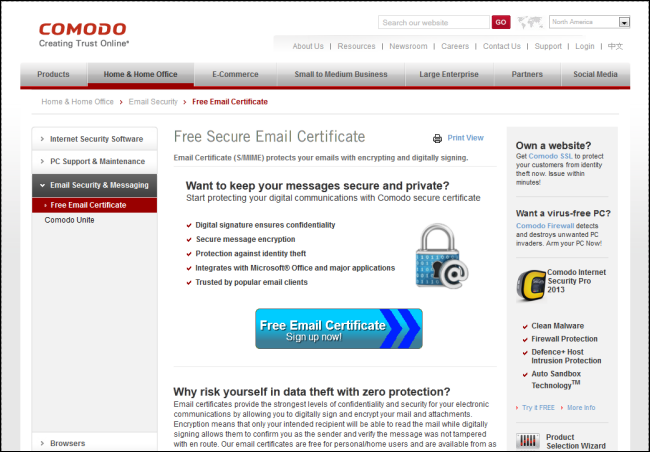 COMODO
Creating Trust Online®
Search our website
GO
North America
About Us | Resources | Newsroom | Careers | Contact Us | Support | Login | 中文
Products
Home & Home Office
E-Commerce
Small to Medium Business
Large Enterprise
Partners
Social Media
Home & Home Office > Email Security > Free Email Certificate
Internet Security Software
PC Support & Maintenance
Email Security & Messaging
Free Email Certificate
Comodo Unite
Browsers
Free Secure Email Certificate
Print View
Email Certificate (S/MIME) protects your emails with encrypting and digitally signing.
Want to keep your messages secure and private?
Start protecting your digital communications with Comodo secure certificate
Digital signature ensures confidentiality
Secure message encryption
Protection against identity theft
Integrates with Microsoft® Office and major applications
Trusted by popular email clients
@
Free Email Certificate
Sign up now!
Why risk yourself in data theft with zero protection?
Email certificates provide the strongest levels of confidentiality and security for your electronic
communications by allowing you to digitally sign and encrypt your mail and attachments.
Encryption means that only your intended recipient will be able to read the mail while digitally
signing allows them to confirm you as the sender and verify the message was not tampered
with en route. Our email certificates are free for personal/home users and are available from as
Own a website?
Get Comodo SSL to protect
your customers from identity
theft now. Issue within
minutes!
Want a virus-free PC?
Comodo Firewall detects
and destroys unwanted PC
invaders. Arm your PC Now!
Comodo Internet
Security Pro
2013
Clean Malware
Firewall Protection
Defence+ Host
Intrusion Protection
Auto Sandbox
Technology™
Try it FREE
More Info
Product
Selection Wizard